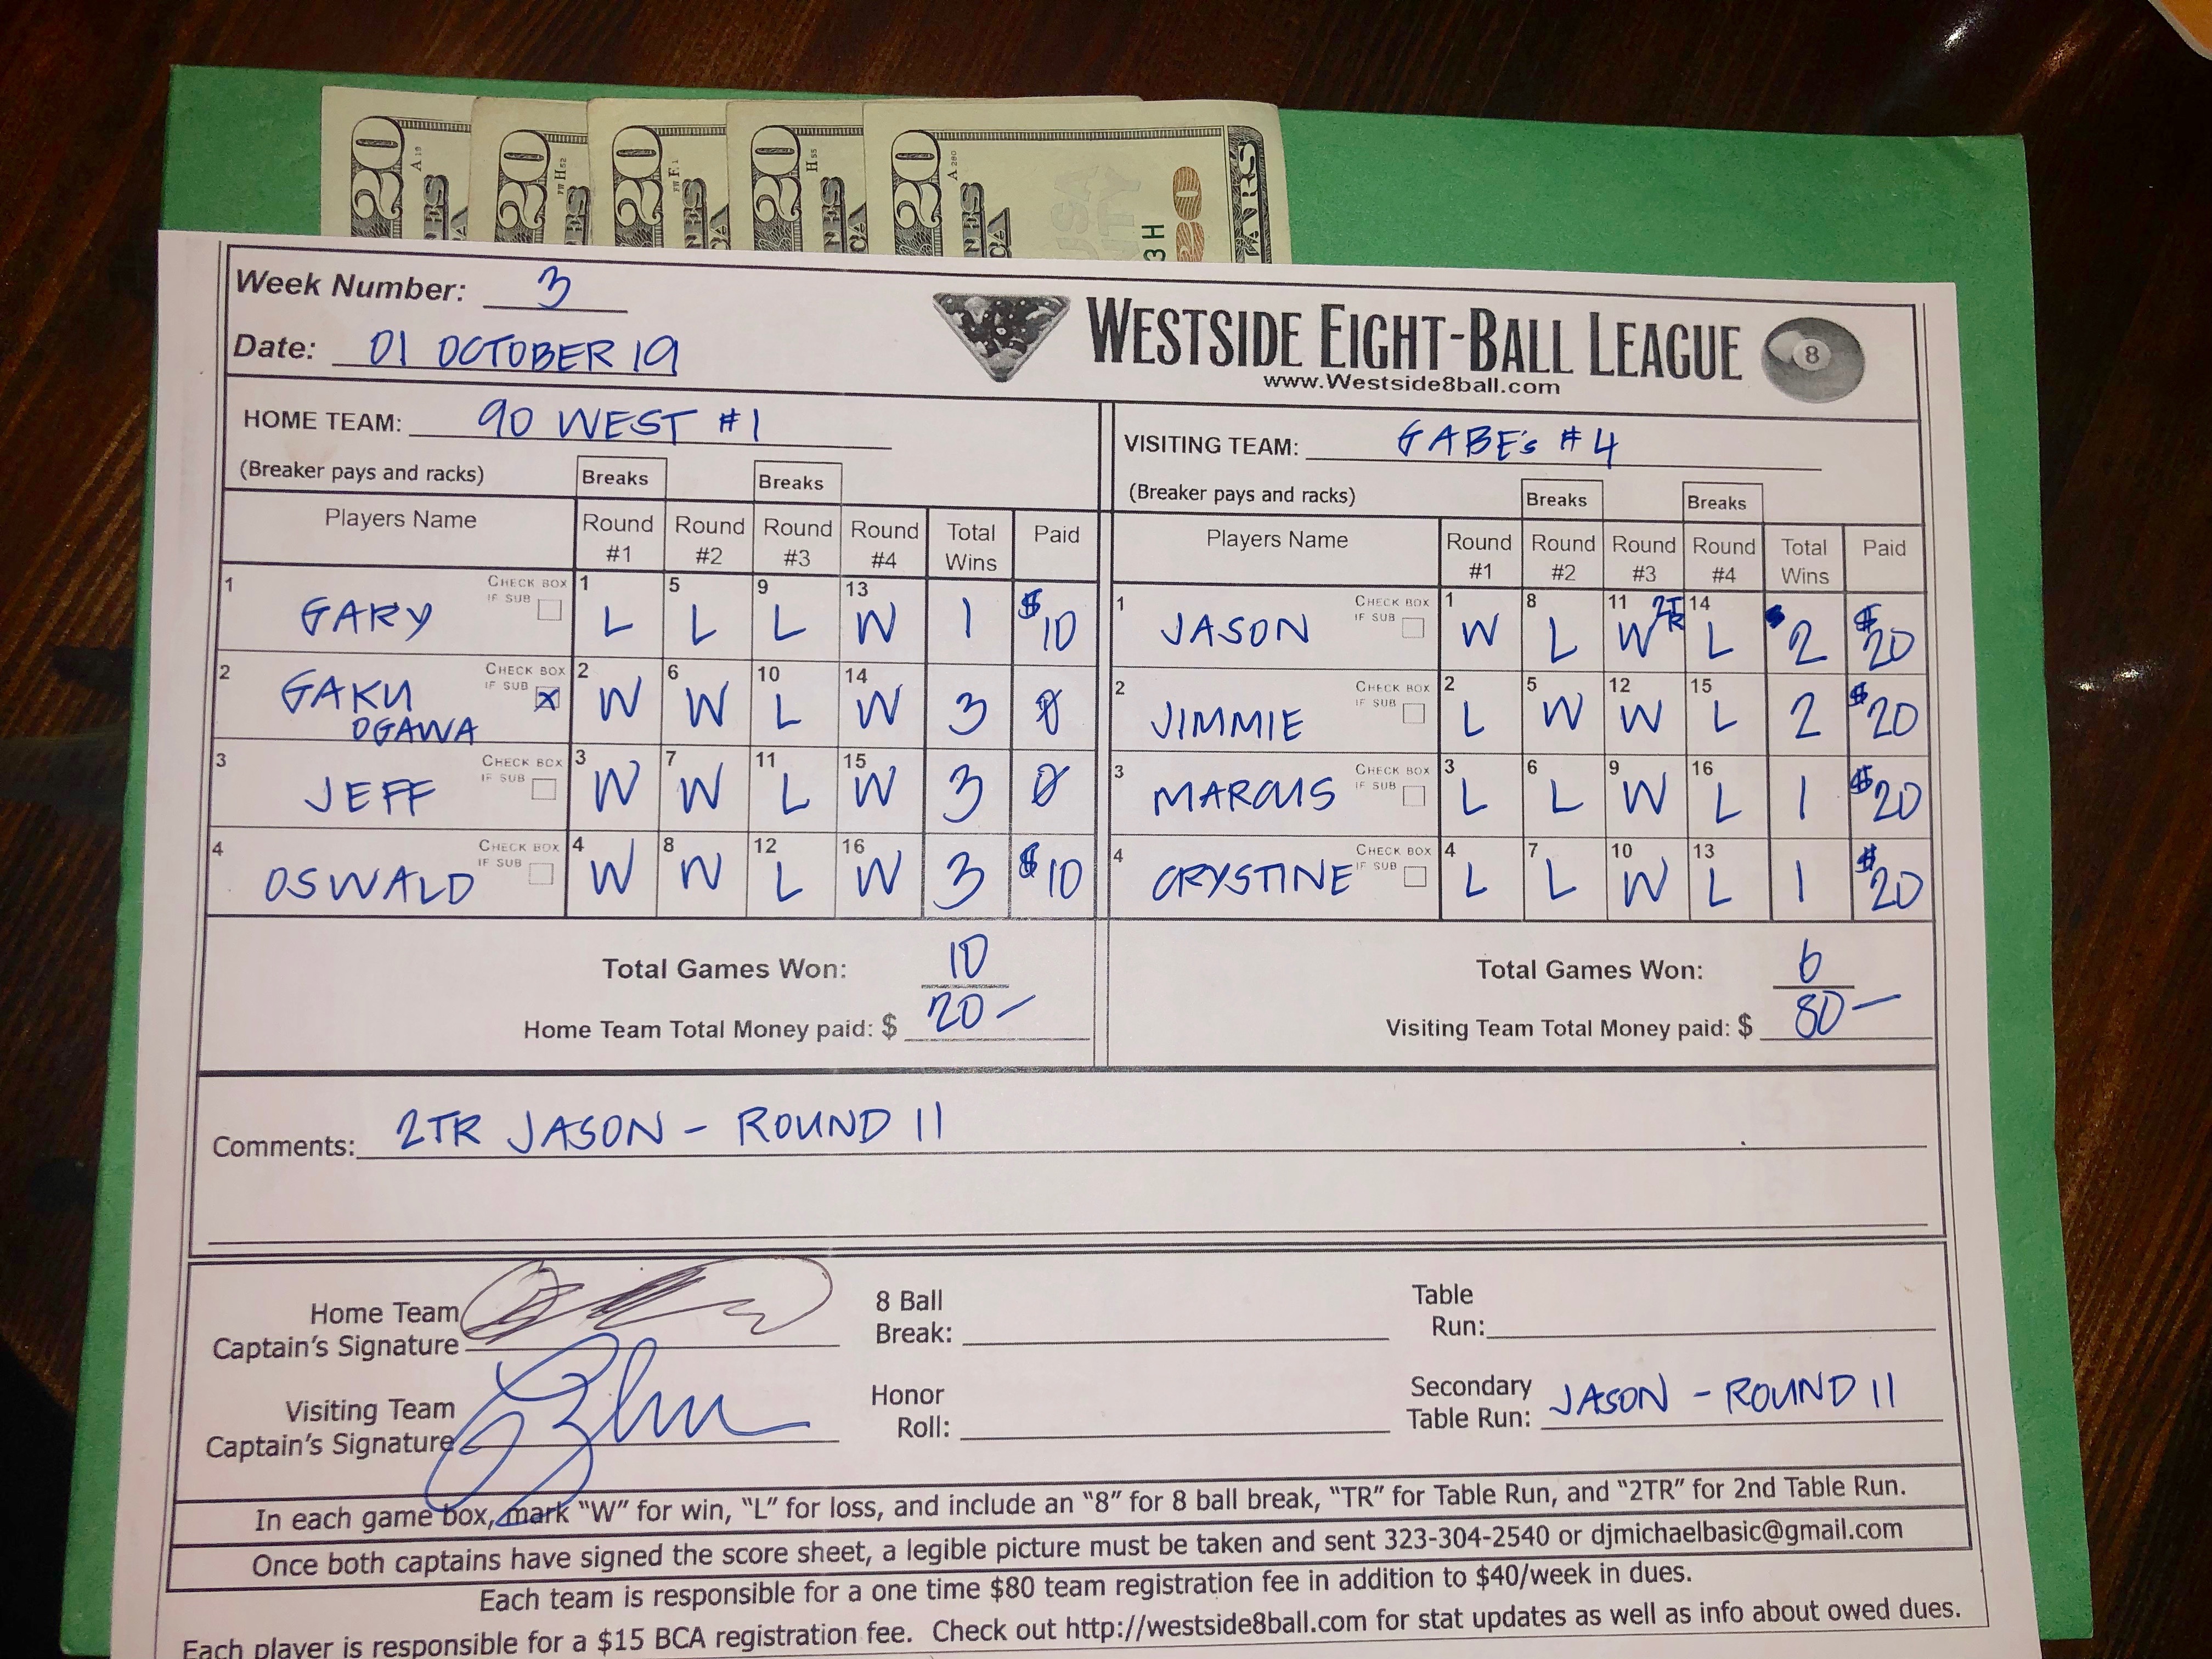 20 20 20 20 20
Week Number: 3
Date: 01 OCTOBER 19
WESTSIDE EIGHT-BALL LEAGUE 8
www.Westside8ball.com
HOME TEAM: 90 WEST #1
(Breaker pays and racks) Breaks Breaks
Players Name Round #1 Round #2 Round #3 Round #4 Total Wins Paid
1 GARY CHECK BOX IF SUB 1 L 5 L 9 L 13 W 1 $10
2 GAKU OGAWA CHECK BOX IF SUB X 2 W 6 W 10 L 14 W 3 0
3 JEFF CHECK BOX IF SUB 3 W 7 W 11 L 15 W 3 0
4 OSWALD CHECK BOX IF SUB 4 W 8 W 12 L 16 W 3 $10
Total Games Won: 10
Home Team Total Money paid: $ 20-
VISITING TEAM: GABE's #4
(Breaker pays and racks) Breaks Breaks
Players Name Round #1 Round #2 Round #3 Round #4 Total Wins Paid
1 JASON CHECK BOX IF SUB 1 W 8 L 11 W 2TR 14 L 2 $20
2 JIMMIE CHECK BOX IF SUB 2 L 5 W 12 W 15 L 2 $20
3 MARCUS CHECK BOX IF SUB 3 L 6 L 9 W 16 L 1 $20
4 CRYSTINE CHECK BOX IF SUB 4 L 7 L 10 W 13 L 1 $20
Total Games Won: 6
Visiting Team Total Money paid: $ 80-
Comments: 2TR JASON - ROUND 11
Home Team
Captain's Signature
Visiting Team
Captain's Signature
8 Ball
Break:
Honor
Roll:
Table
Run:
Secondary
Table Run: JASON - ROUND 11
In each game box, mark "W" for win, "L" for loss, and include an "8" for 8 ball break, "TR" for Table Run, and "2TR" for 2nd Table Run.
Once both captains have signed the score sheet, a legible picture must be taken and sent 323-304-2540 or djmichaelbasic@gmail.com
Each team is responsible for a one time $80 team registration fee in addition to $40/week in dues.
Each player is responsible for a $15 BCA registration fee. Check out http://westside8ball.com for stat updates as well as info about owed dues.